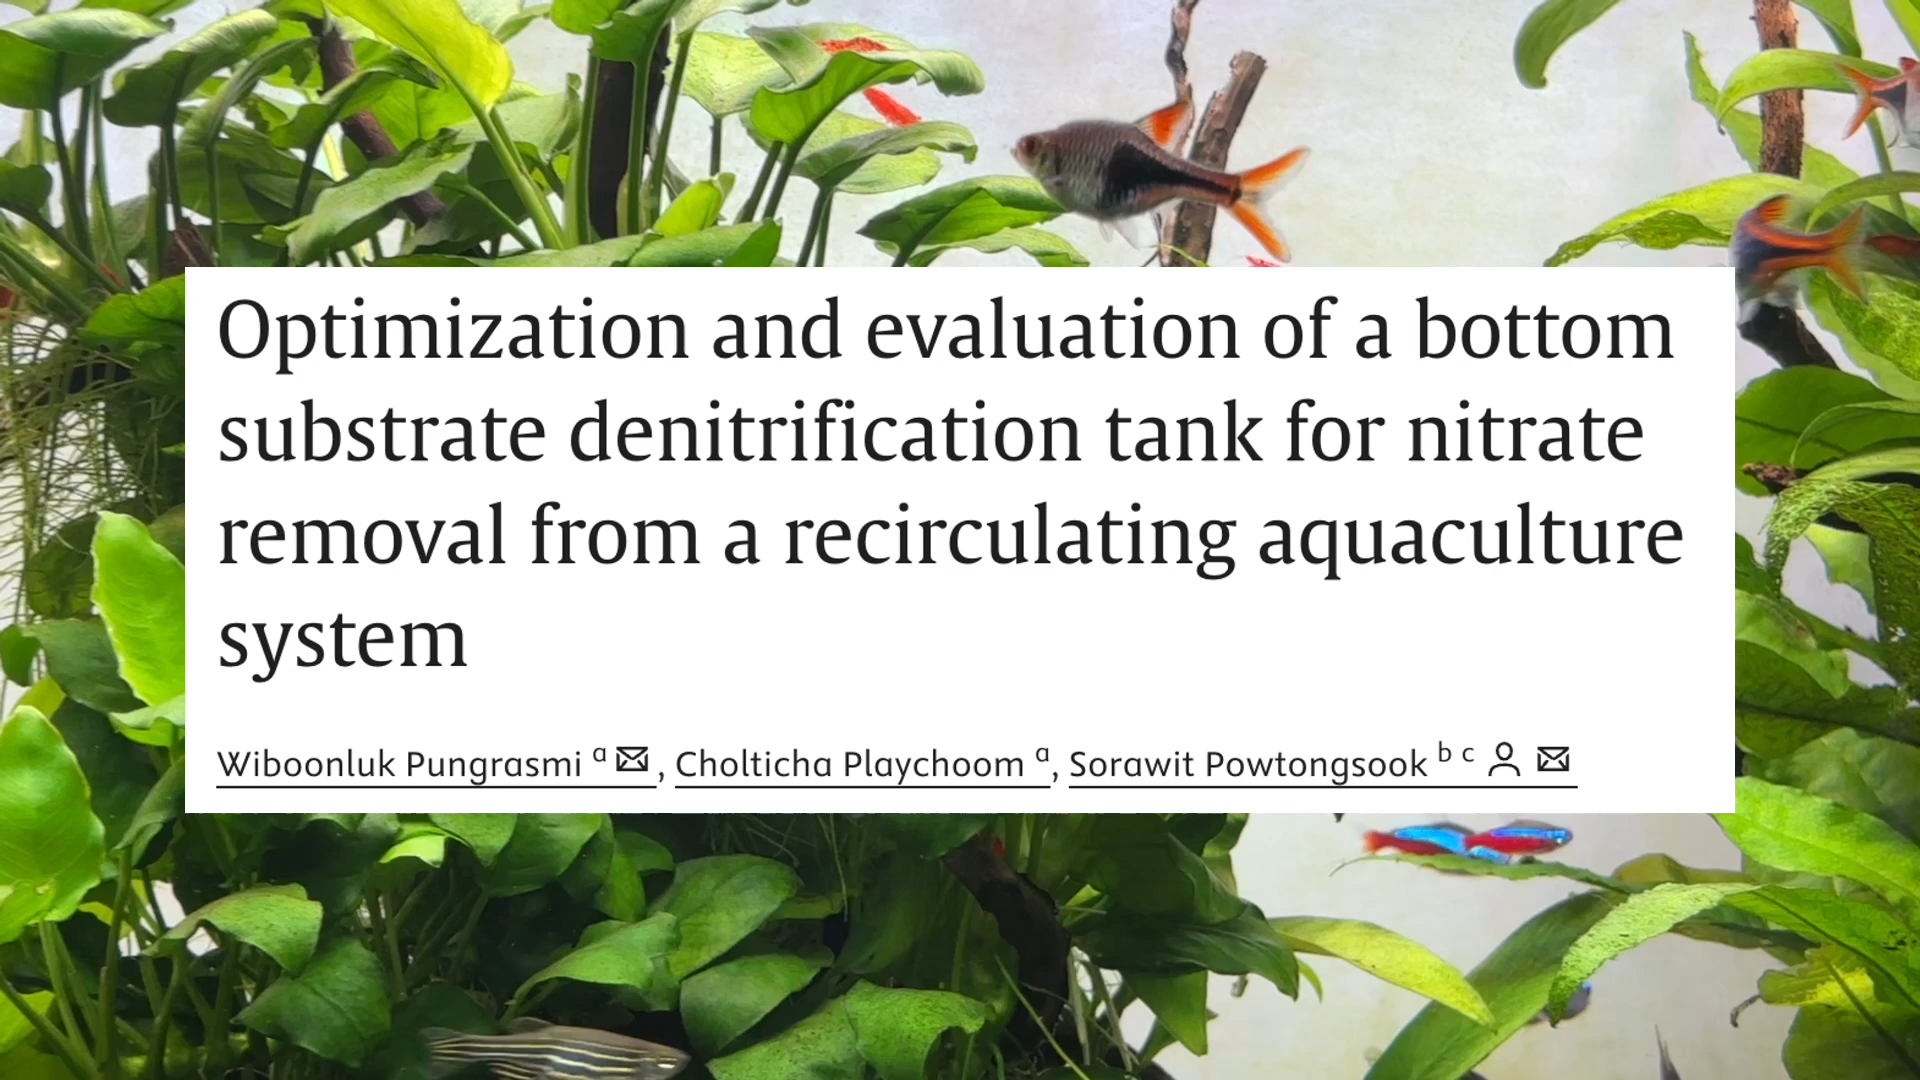 Optimization and evaluation of a bottom
substrate denitrification tank for nitrate
removal from a recirculating aquaculture
system
Wiboonluk Pungrasmi a, Cholticha Playchoom a, Sorawit Powtongsook b c